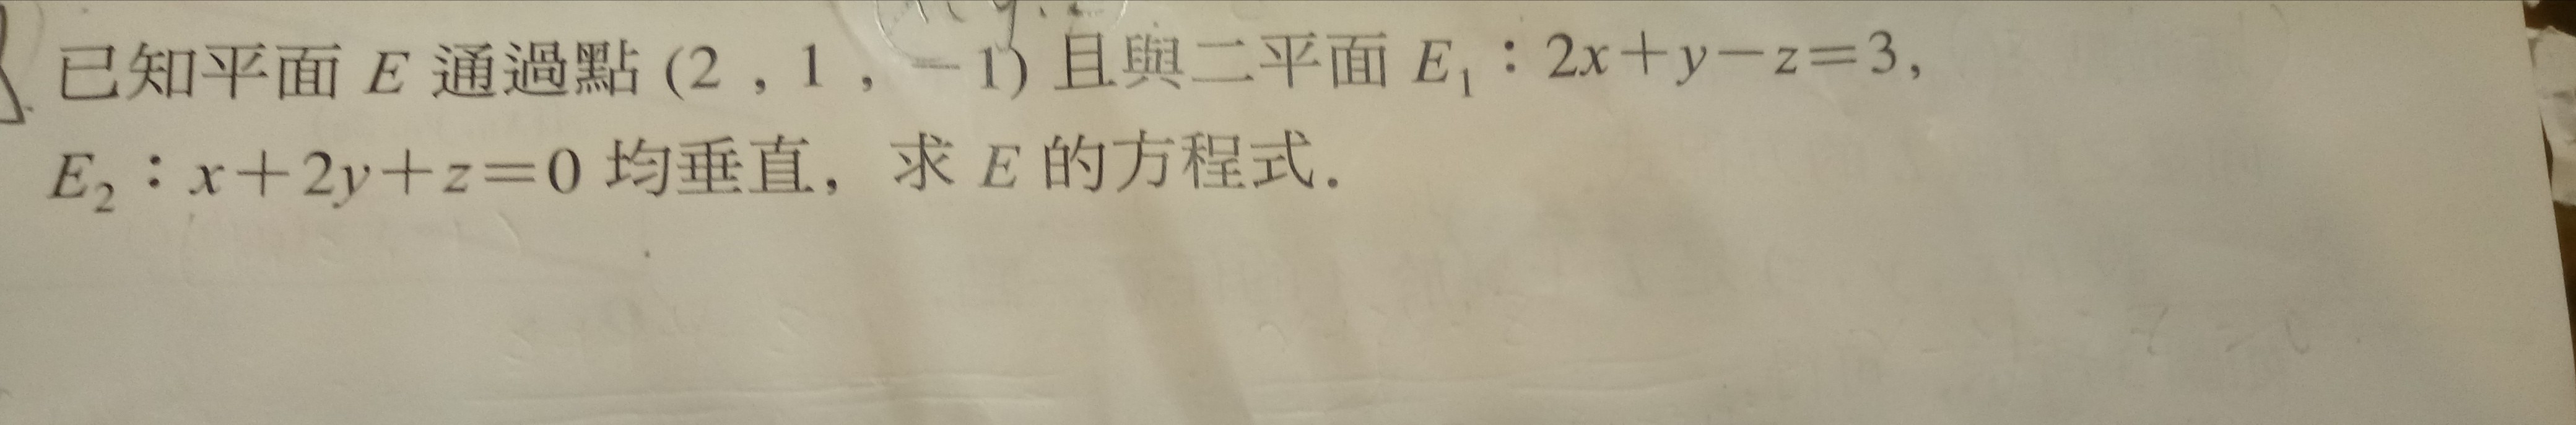 已知平面 E 通過點 (2 , 1 , −1) 且與二平面 E₁：2x+y−z=3,
E₂：x+2y+z=0 均垂直, 求 E 的方程式.